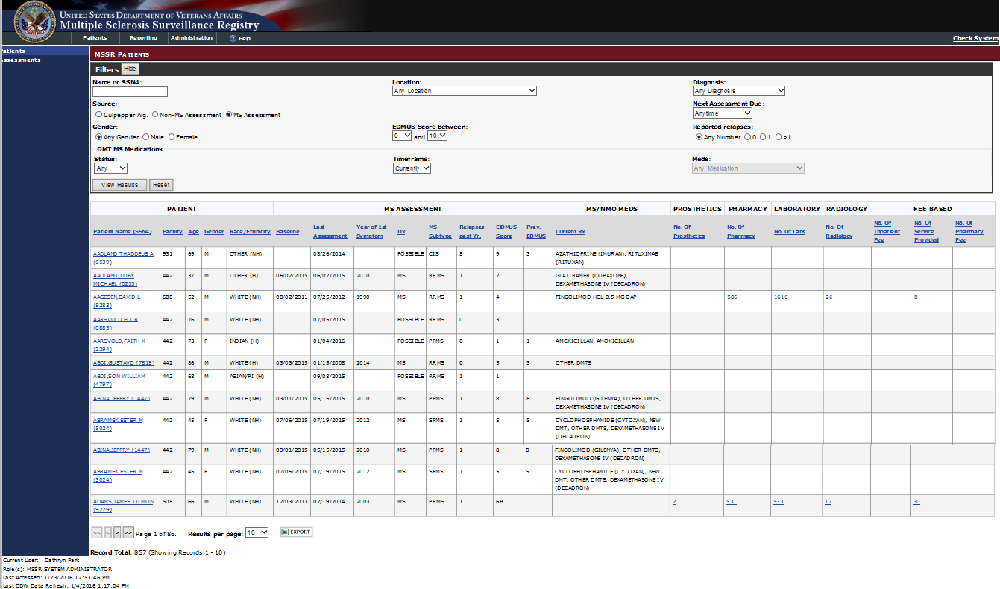 UNITED STATES DEPARTMENT OF VETERANS AFFAIRS
Multiple Sclerosis Surveillance Registry
Patients Reporting Administration ? Help
Check System
atients
ssessments
MSSR PATIENTS
Filters Hide
Name or SSN4: Location: Diagnosis:
Any Location Any Diagnosis
Source: Next Assessment Due:
Culpepper Alg. Non-MS Assessment MS Assessment Anytime
Gender: EDMUS Score between: Reported relapses:
Any Gender Male Female 0 and 10 Any Number 0 1 >1
DMT MS Medications
Status: Timeframe: Meds:
Any Currently Any Medication
View Results Reset
PATIENT MS ASSESSMENT MS/NMO MEDS PROSTHETICS PHARMACY LABORATORY RADIOLOGY FEE BASED
Patient Name (SSN4) Facility Age Gender Race/Ethnicity Baseline Last Assessment Year of 1st Symptom Dx MS Subtype Relapses past Yr. EIDMUS Score Prev. EDMUS Current Rx No. Of Prosthetics No. Of Pharmacy No. Of Labs No. Of Radiology No. Of Inpatient Fee No. Of Service Provided No. Of Pharmacy Fee
AADLAND,THADDEUS A (6539) 931 69 M OTHER (NH) 08/26/2014 POSSIBLE CIS 8 9 3 AZATHIOPRINE (IMURAN), RITUXIMAB (RITUXAN)
AADLAND,TOBY MICHAEL (0233) 442 37 M OTHER (H) 06/02/2015 06/02/2015 2010 MS RRMS 1 2 GLATIRAMER (COPAXONE), DEXAMETHASONE IV (DECADRON)
AAGESEN,DAVID L (8283) 688 52 M WHITE (NH) 08/02/2011 07/25/2012 1990 MS RRMS 1 4 FINGOLIMOD HCL 0.5 MG CAP 586 1616 26 8
AARSVOLD,ELI R (0883) 442 76 M WHITE (NH) 07/05/2015 POSSIBLE RRMS 0 3
AARSVOLD,FAITH K (2294) 442 73 F INDIAN (H) 01/04/2016 POSSIBLE PPMS 0 1 1 AMOXICILLAN, AMOXICILLAN
ABDI,GUSTAVO (7818) 442 86 M WHITE (H) 03/03/2015 01/15/2008 2014 MS RRMS 0 5 5 OTHER DMTS
ABDI,SON WILLIAM (4797) 442 68 M ASIAN/PI (H) 09/08/2015 POSSIBLE RRMS 1 1
ABINA,JEFFRY (1447) 442 79 M WHITE (NH) 03/01/2015 05/15/2015 2010 MS PPMS 1 8 8 FINGOLIMOD (GILENYA), OTHER DMTS, DEXAMETHASONE IV (DECADRON)
ABRAMEK,ESTER M (5024) 442 45 F WHITE (NH) 07/06/2015 07/19/2015 2012 MS SPMS 1 5 5 CYCLOPHOSPHAMIDE (CYTOXAN), NEW DMT, OTHER DMTS, DEXAMETHASONE IV (DECADRON)
ABINA,JEFFRY (1447) 442 79 M WHITE (NH) 03/01/2015 05/15/2015 2010 MS PPMS 1 8 8 FINGOLIMOD (GILENYA), OTHER DMTS, DEXAMETHASONE IV (DECADRON)
ABRAMEK,ESTER M (5024) 442 45 F WHITE (NH) 07/06/2015 07/19/2015 2012 MS SPMS 1 5 5 CYCLOPHOSPHAMIDE (CYTOXAN), NEW DMT, OTHER DMTS, DEXAMETHASONE IV (DECADRON)
ADAMS,JAMES TILMON (9229) 508 66 M WHITE (NH) 12/03/2013 02/19/2014 2003 MS PRMS 1 6B 2 531 533 17 30
<< < > >> Page 1 of 86. Results per page: 10 EXPORT
Record Total: 857 (Showing Records 1 - 10)
Current User: Cathryn Park
Role(s): MSSR SYSTEM ADMINISTRATOR
Last Accessed: 1/23/2016 12:53:46 PM
Last CDW Data Refresh: 1/4/2016 1:17:04 PM